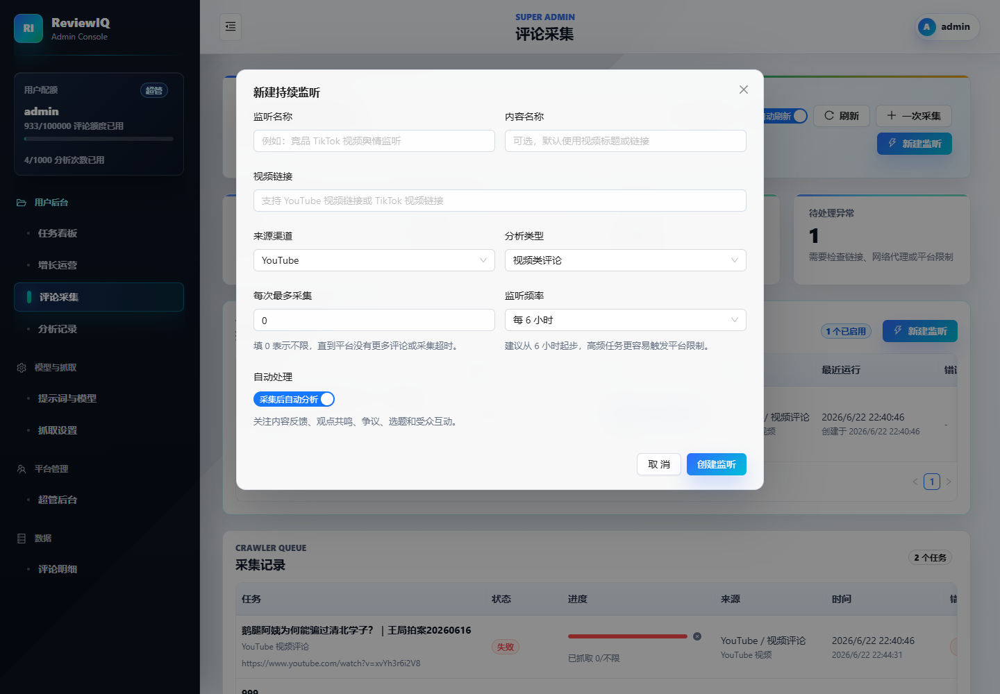 RI
ReviewIQ
Admin Console
用户配额
超管
admin
933/100000 评论额度已用
4/1000 分析次数已用
用户后台
任务看板
增长运营
评论采集
分析记录
模型与抓取
提示词与模型
抓取设置
平台管理
超管后台
数据
评论明细
SUPER ADMIN
评论采集
A
admin
动刷新
刷新
一次采集
新建监听
待处理异常
1
需要检查链接、网络代理或平台限制
1 个已启用
新建监听
最近运行
/ 视频评论
2026/6/22 22:40:46
创建于 2026/6/22 22:40:46
-
1
新建持续监听
监听名称
内容名称
例如：竞品 TikTok 视频舆情监听
可选，默认使用视频标题或链接
视频链接
支持 YouTube 视频链接或 TikTok 视频链接
来源渠道
分析类型
YouTube
视频类评论
每次最多采集
监听频率
0
每 6 小时
填 0 表示不限，直到平台没有更多评论或采集超时。
建议从 6 小时起步，高频任务更容易触发平台限制。
自动处理
采集后自动分析
关注内容反馈、观点共鸣、争议、选题和受众互动。
取 消
创建监听
CRAWLER QUEUE
采集记录
2 个任务
任务
状态
进度
来源
时间
鹅腿阿姨为何能骗过清北学子？｜王局拍案20260616
YouTube 视频评论
https://www.youtube.com/watch?v=xvYh3r6i2V8
失败
已抓取 0/不限
YouTube / 视频评论
YouTube 视频
2026/6/22 22:40:46
2026/6/22 22:44:31
999